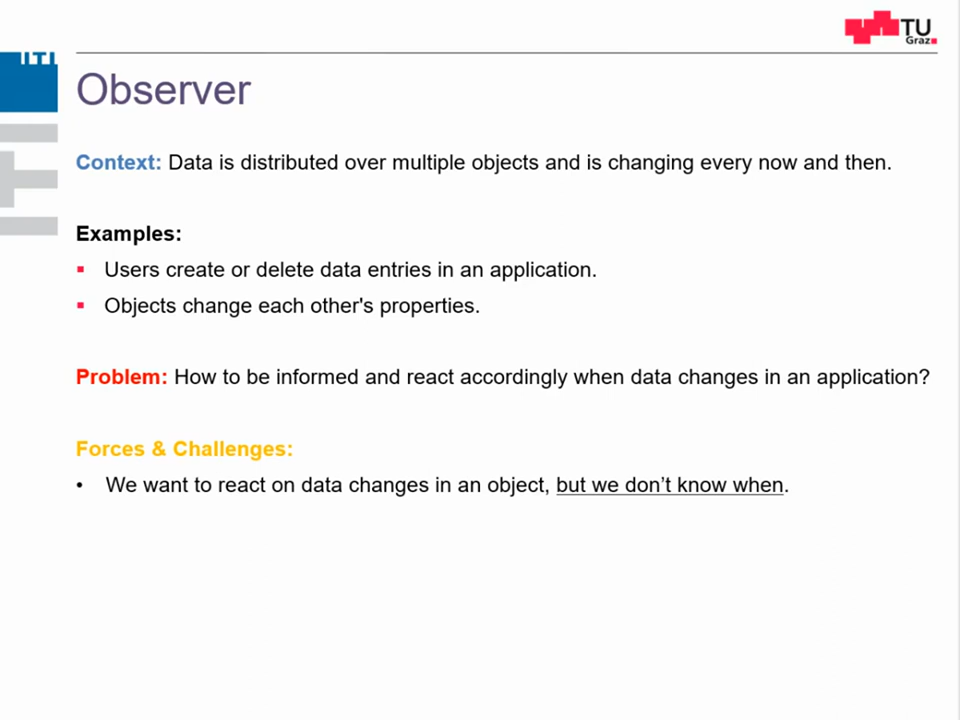 TU
Graz
ITI
Observer
Context: Data is distributed over multiple objects and is changing every now and then.
Examples:
Users create or delete data entries in an application.
Objects change each other's properties.
Problem: How to be informed and react accordingly when data changes in an application?
Forces & Challenges:
• We want to react on data changes in an object, but we don’t know when.